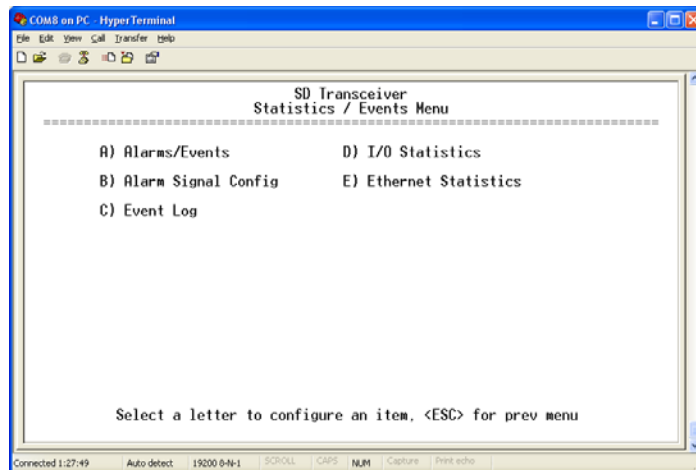 COM8 on PC - HyperTerminal
File Edit View Call Transfer Help
SD Transceiver
Statistics / Events Menu
================================================================================
A) Alarms/Events D) I/O Statistics
B) Alarm Signal Config E) Ethernet Statistics
C) Event Log
Select a letter to configure an item, <ESC> for prev menu
Connected 1:27:49 Auto detect 19200 8-N-1 SCROLL CAPS NUM Capture Print echo